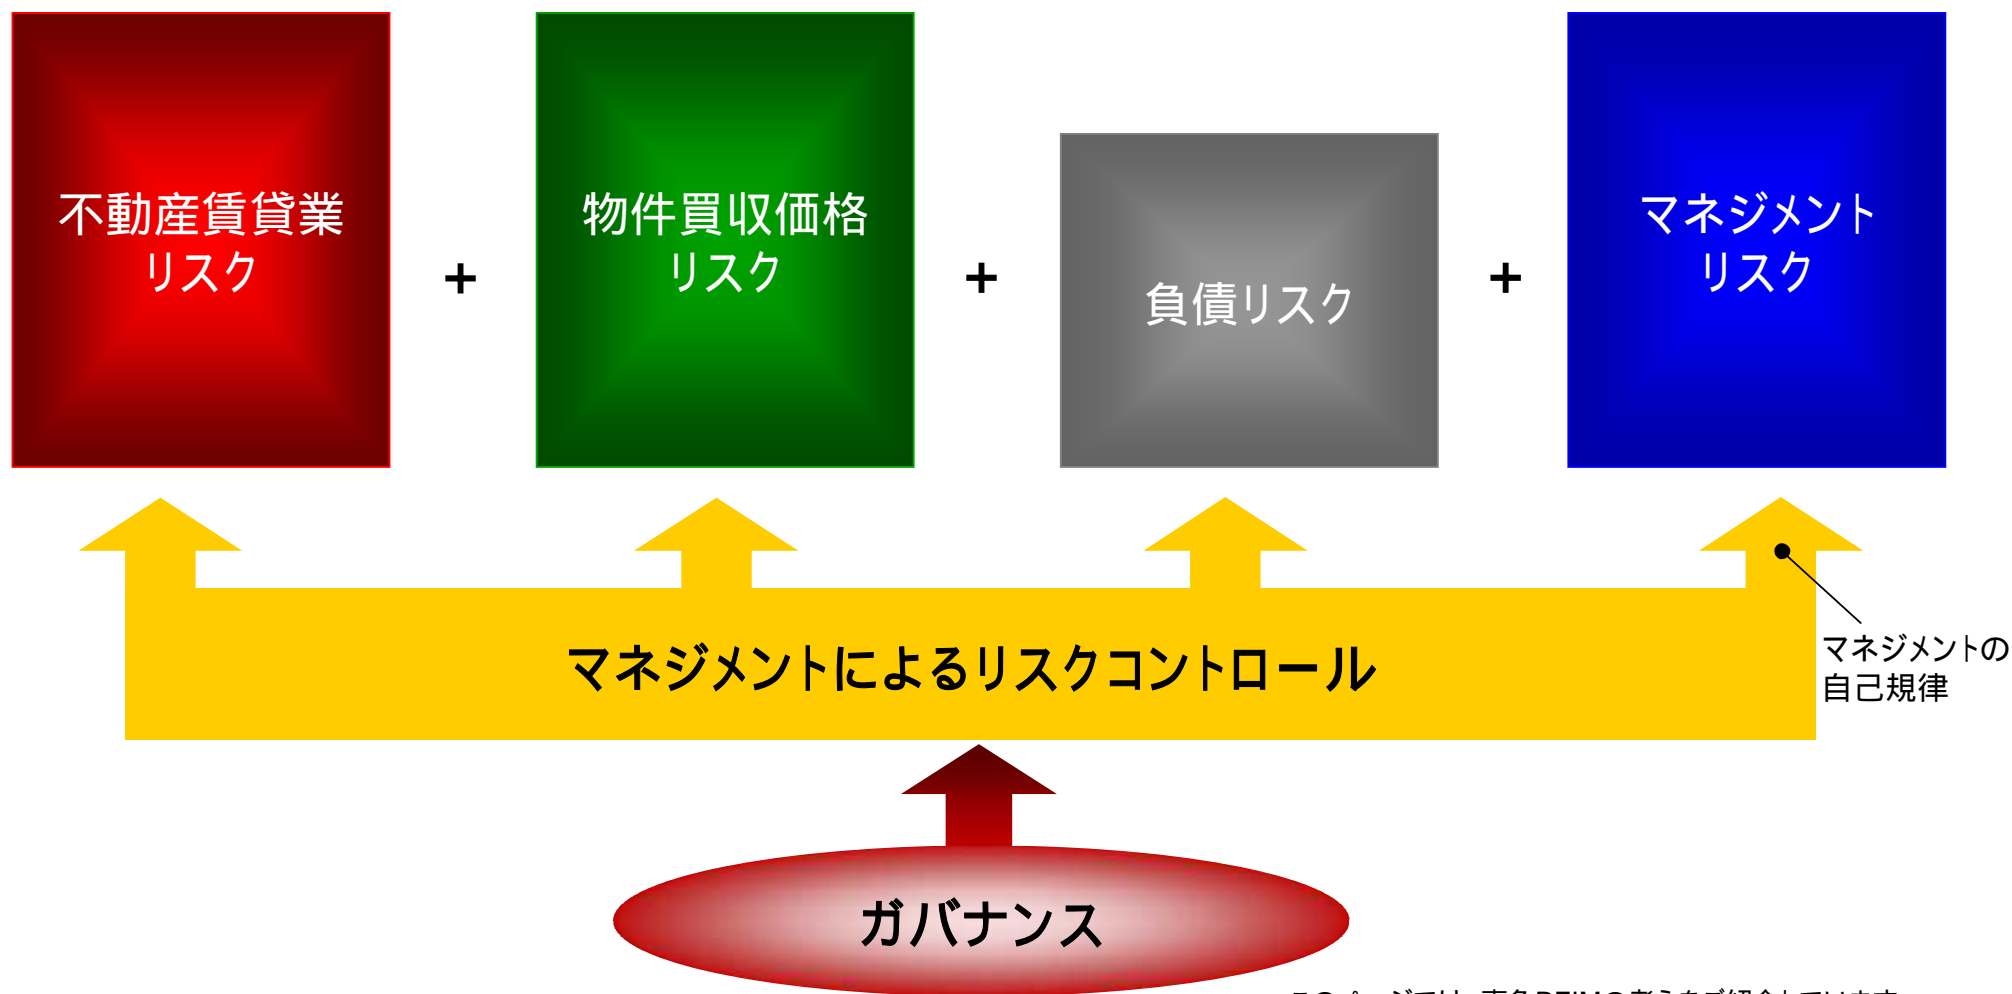 不動産賃貸業
リスク
+
物件買収価格
リスク
+
負債リスク
+
マネジメント
リスク
マネジメントによるリスクコントロール
マネジメントの
自己規律
ガバナンス